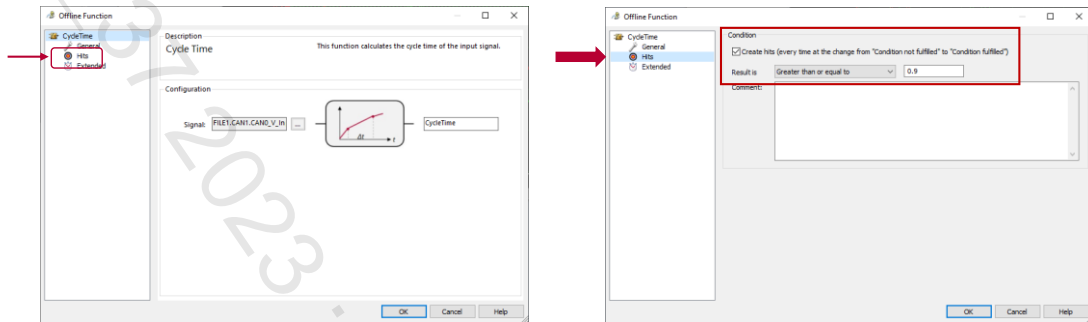 Offline Function
CycleTime
General
Hits
Extended
Description
Cycle Time
This function calculates the cycle time of the input signal.
Configuration
Signal: FILE1.CAN1.CAN0_V_In ...
Δt
t
CycleTime
OK Cancel Help
37 2023 .
Offline Function
CycleTime
General
Hits
Extended
Condition
Create hits (every time at the change from "Condition not fulfilled" to "Condition fulfilled")
Result is Greater than or equal to 0.9
Comment:
OK Cancel Help